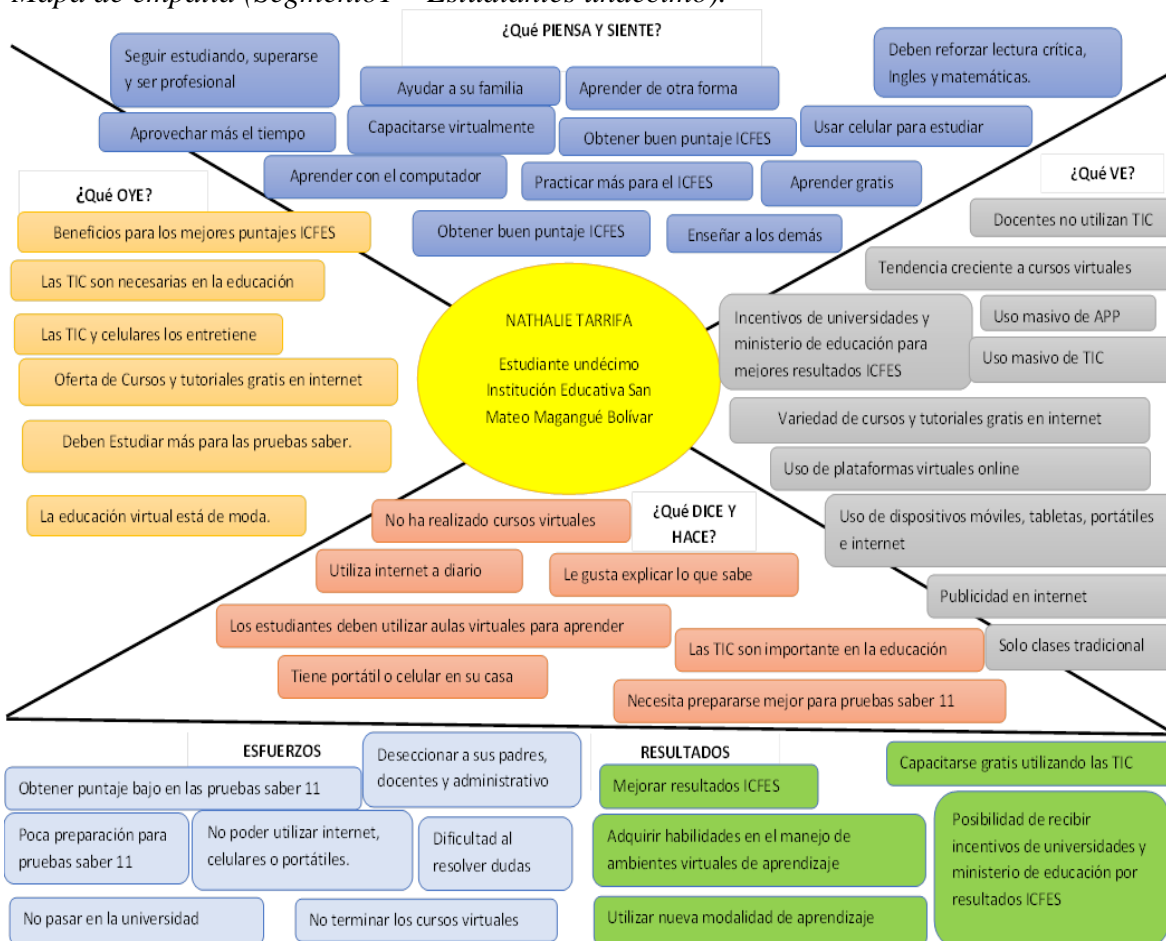 Mapa de empatía (Segmento1 – Estudiantes undécimo).
¿Qué PIENSA Y SIENTE?
Seguir estudiando, superarse
y ser profesional
Ayudar a su familia
Aprender de otra forma
Deben reforzar lectura crítica,
Ingles y matemáticas.
Aprovechar más el tiempo
Capacitarse virtualmente
Obtener buen puntaje ICFES
Usar celular para estudiar
Aprender con el computador
Practicar más para el ICFES
Aprender gratis
Obtener buen puntaje ICFES
Enseñar a los demás
¿Qué OYE?
Beneficios para los mejores puntajes ICFES
Las TIC son necesarias en la educación
Las TIC y celulares los entretiene
Oferta de Cursos y tutoriales gratis en internet
Deben Estudiar más para las pruebas saber.
La educación virtual está de moda.
NATHALIE TARRIFA
Estudiante undécimo
Institución Educativa San
Mateo Magangué Bolívar
¿Qué VE?
Docentes no utilizan TIC
Tendencia creciente a cursos virtuales
Incentivos de universidades y
ministerio de educación para
mejores resultados ICFES
Uso masivo de APP
Uso masivo de TIC
Variedad de cursos y tutoriales gratis en internet
Uso de plataformas virtuales online
Uso de dispositivos móviles, tabletas, portátiles
e internet
Publicidad en internet
Solo clases tradicional
¿Qué DICE Y
HACE?
No ha realizado cursos virtuales
Utiliza internet a diario
Le gusta explicar lo que sabe
Los estudiantes deben utilizar aulas virtuales para aprender
Las TIC son importante en la educación
Tiene portátil o celular en su casa
Necesita prepararse mejor para pruebas saber 11
ESFUERZOS
Deseccionar a sus padres,
docentes y administrativo
Obtener puntaje bajo en las pruebas saber 11
Poca preparación para
pruebas saber 11
No poder utilizar internet,
celulares o portátiles.
Dificultad al
resolver dudas
No pasar en la universidad
No terminar los cursos virtuales
RESULTADOS
Capacitarse gratis utilizando las TIC
Mejorar resultados ICFES
Adquirir habilidades en el manejo de
ambientes virtuales de aprendizaje
Posibilidad de recibir
incentivos de universidades y
ministerio de educación por
resultados ICFES
Utilizar nueva modalidad de aprendizaje